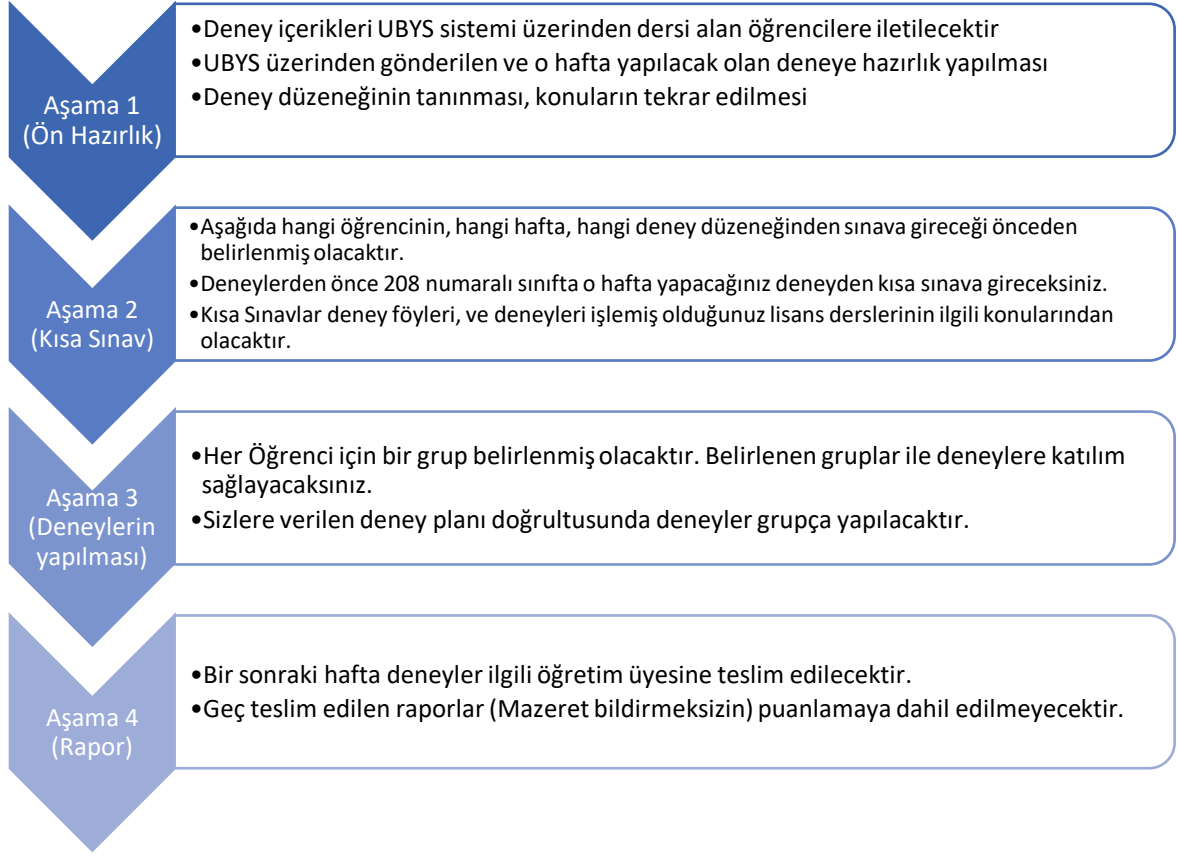 Aşama 1
(Ön Hazırlık)
•Deney içerikleri UBYS sistemi üzerinden dersi alan öğrencilere iletilecektir
•UBYS üzerinden gönderilen ve o hafta yapılacak olan deneye hazırlık yapılması
•Deney düzeneğinin tanınması, konuların tekrar edilmesi
Aşama 2
(Kısa Sınav)
•Aşağıda hangi öğrencinin, hangi hafta, hangi deney düzeneğinden sınava gireceği önceden
belirlenmiş olacaktır.
•Deneylerden önce 208 numaralı sınıfta o hafta yapacağınız deneyden kısa sınava gireceksiniz.
•Kısa Sınavlar deney föyleri, ve deneyleri işlemiş olduğunuz lisans derslerinin ilgili konularından
olacaktır.
Aşama 3
(Deneylerin
yapılması)
•Her Öğrenci için bir grup belirlenmiş olacaktır. Belirlenen gruplar ile deneylere katılım
sağlayacaksınız.
•Sizlere verilen deney planı doğrultusunda deneyler grupça yapılacaktır.
Aşama 4
(Rapor)
•Bir sonraki hafta deneyler ilgili öğretim üyesine teslim edilecektir.
•Geç teslim edilen raporlar (Mazeret bildirmeksizin) puanlamaya dahil edilmeyecektir.